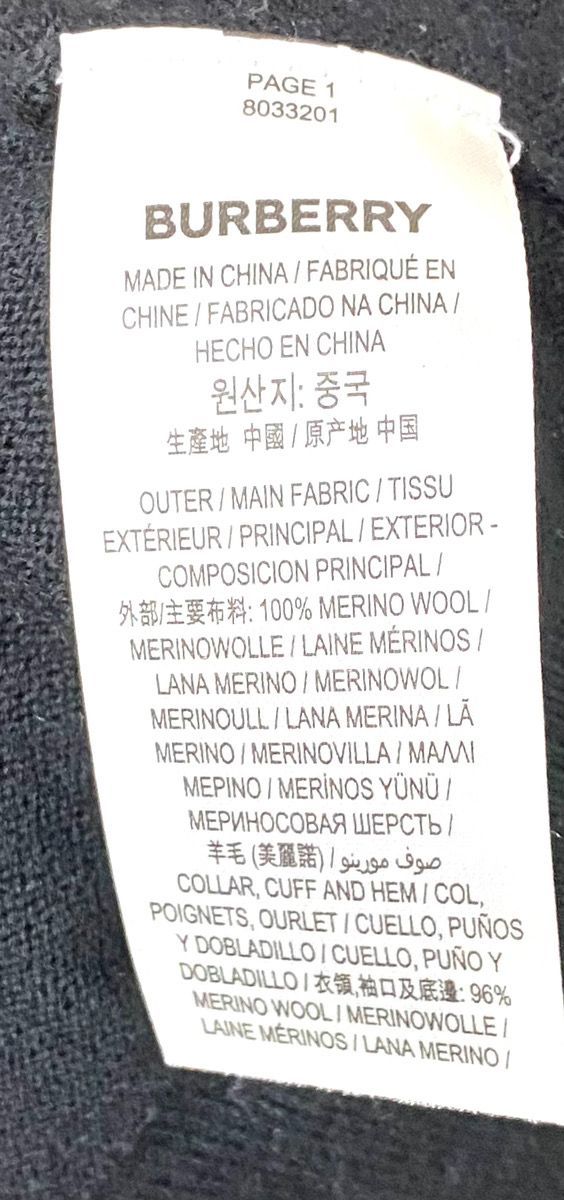 PAGE 1
8033201
BURBERRY
MADE IN CHINA / FABRIQUÉ EN
CHINE / FABRICADO NA CHINA /
HECHO EN CHINA
원산지: 중국
生產地 中國 / 原产地 中国
OUTER / MAIN FABRIC / TISSU
EXTÉRIEUR / PRINCIPAL / EXTERIOR -
COMPOSICION PRINCIPAL /
外部/主要布料: 100% MERINO WOOL /
MERINOWOLLE / LAINE MÉRINOS /
LANA MERINO / MERINOWOL /
MERINOULL / LANA MERINA / LÃ
MERINO / MERINOVILLA / ΜΑΛΛΙ
ΜΕΡΙΝΟ / MERİNOS YÜNÜ /
МЕРИНОСОВАЯ ШЕРСТЬ /
羊毛 (美麗諾) / صوف مورينو
COLLAR, CUFF AND HEM / COL,
POIGNETS, OURLET / CUELLO, PUÑOS
Y DOBLADILLO / CUELLO, PUÑO Y
DOBLADILLO / 衣領,袖口及底邊: 96%
MERINO WOOL / MERINOWOLLE /
LAINE MÉRINOS / LANA MERINO /